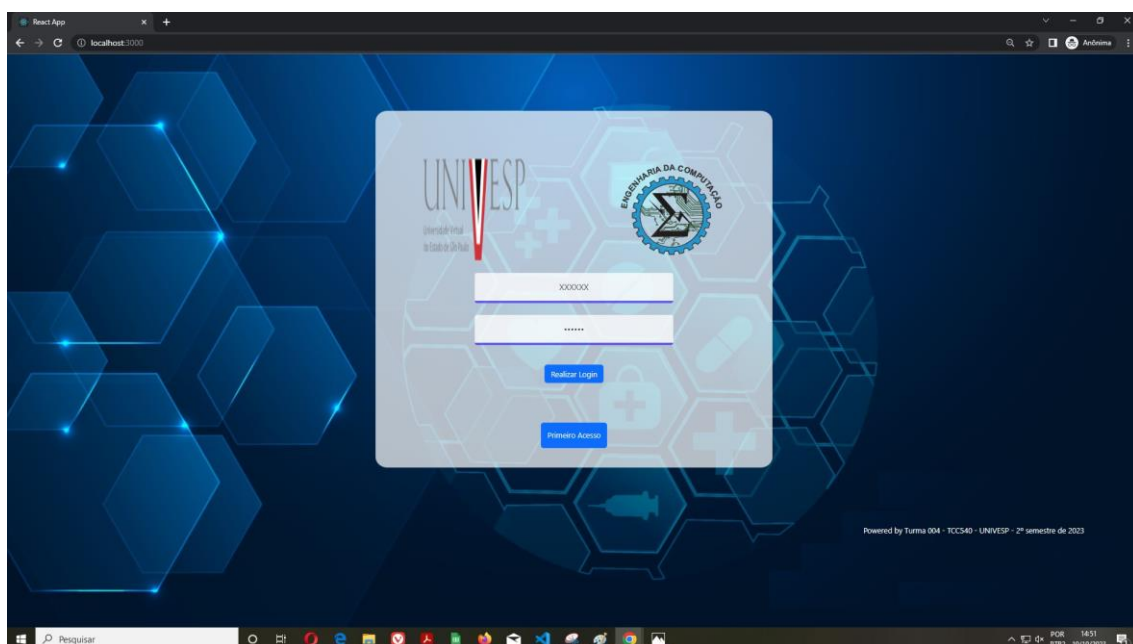 React App
localhost:3000
Anônima
UNIVESP
Universidade Virtual
do Estado de São Paulo
ENGENHARIA DA COMPUTAÇÃO
XXXXXX
••••••
Realizar Login
Primeiro Acesso
Powered by Turma 004 - TCC540 - UNIVESP - 2º semestre de 2023
Pesquisar
POR
14:51
PTB2